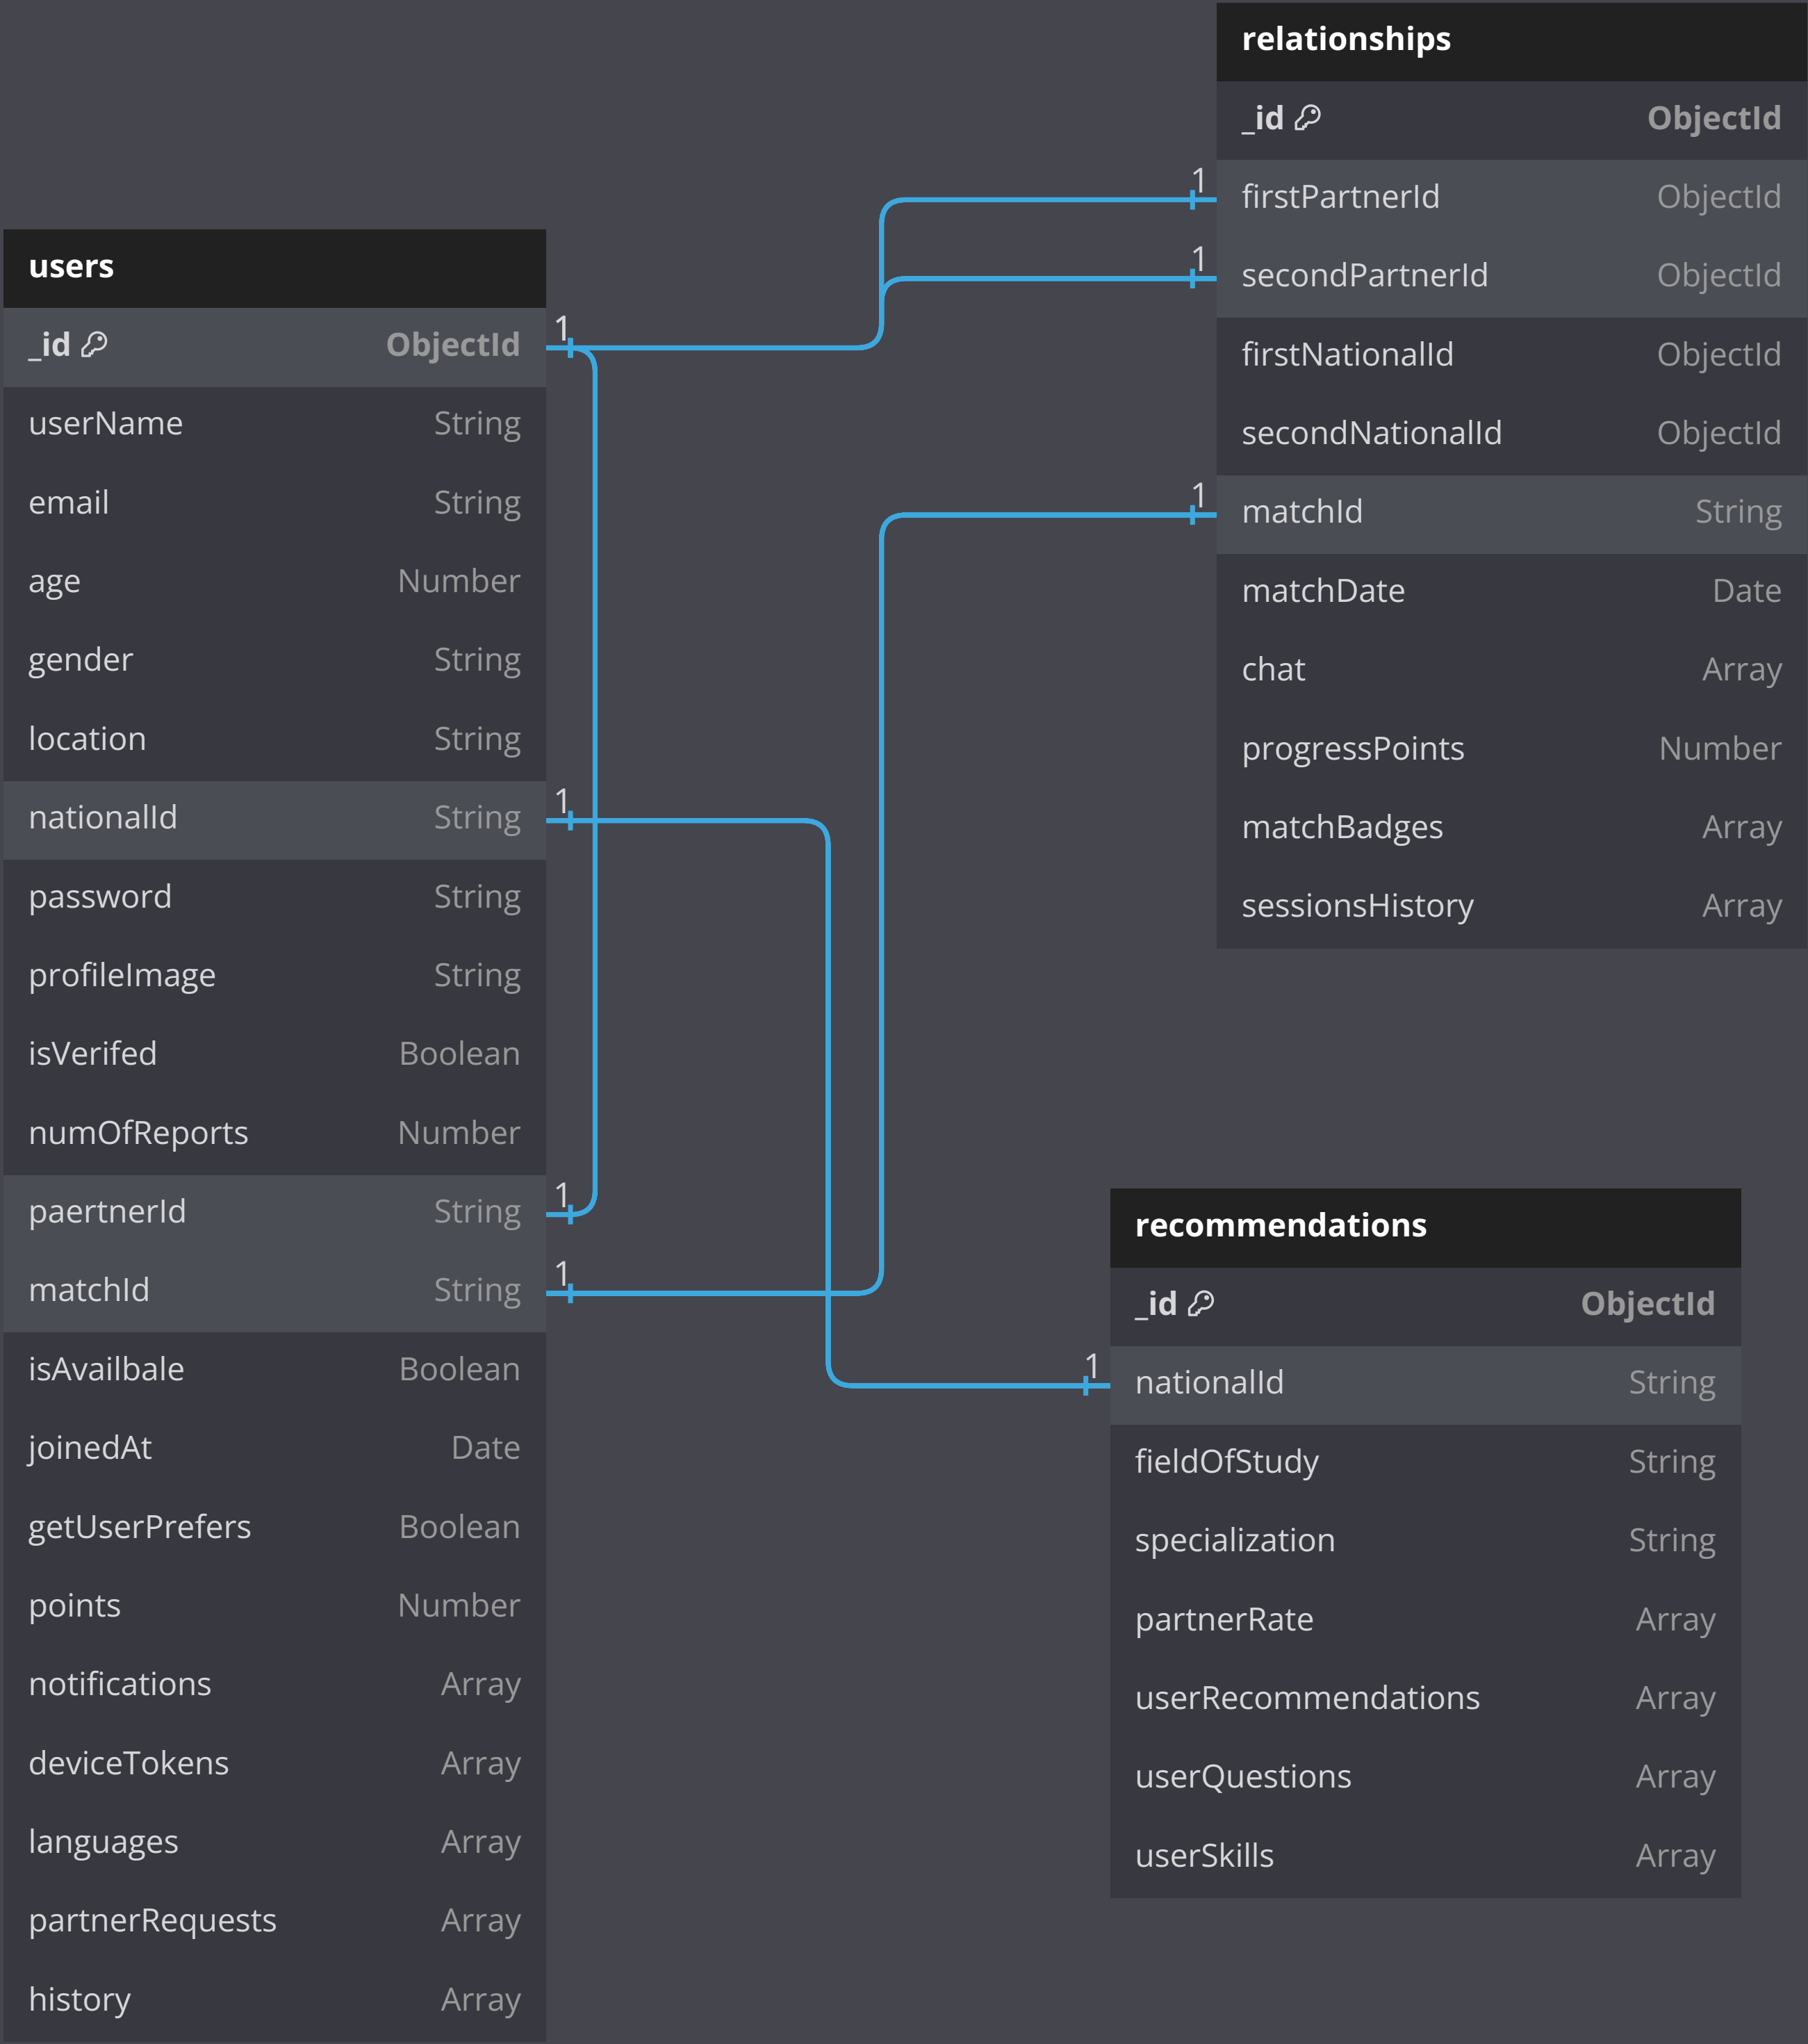 users
_id ObjectId
userName String
email String
age Number
gender String
location String
nationalId String
password String
profileImage String
isVerifed Boolean
numOfReports Number
paertnerId String
matchId String
isAvailbale Boolean
joinedAt Date
getUserPrefers Boolean
points Number
notifications Array
deviceTokens Array
languages Array
partnerRequests Array
history Array
1
1
1
1
relationships
_id ObjectId
1
firstPartnerId ObjectId
1
secondPartnerId ObjectId
firstNationalId ObjectId
secondNationalId ObjectId
1
matchId String
matchDate Date
chat Array
progressPoints Number
matchBadges Array
sessionsHistory Array
recommendations
_id ObjectId
1
nationalId String
fieldOfStudy String
specialization String
partnerRate Array
userRecommendations Array
userQuestions Array
userSkills Array